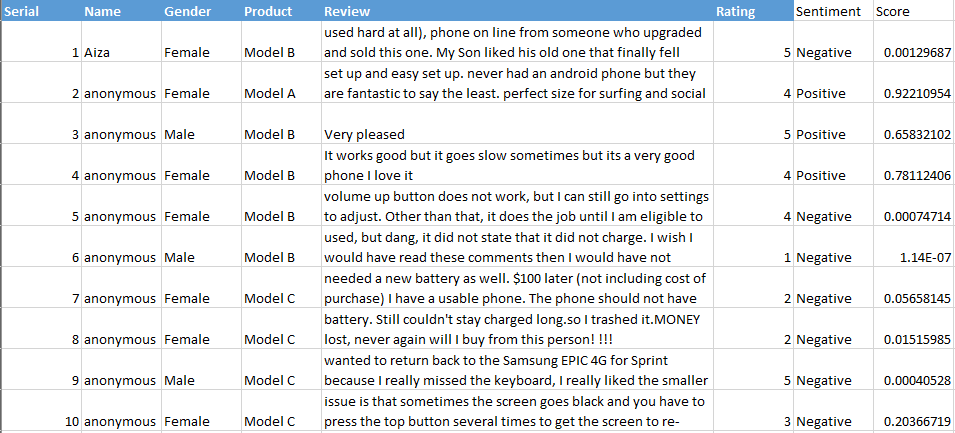 Serial Name Gender Product Review Rating Sentiment Score
used hard at all), phone on line from someone who upgraded
and sold this one. My Son liked his old one that finally fell
1 Aiza Female Model B 5 Negative 0.00129687
set up and easy set up. never had an android phone but they
are fantastic to say the least. perfect size for surfing and social
2 anonymous Female Model A 4 Positive 0.92210954
3 anonymous Male Model B Very pleased 5 Positive 0.65832102
It works good but it goes slow sometimes but its a very good
phone I love it
4 anonymous Female Model B 4 Positive 0.78112406
volume up button does not work, but I can still go into settings
to adjust. Other than that, it does the job until I am eligible to
5 anonymous Female Model B 4 Negative 0.00074714
used, but dang, it did not state that it did not charge. I wish I
would have read these comments then I would have not
6 anonymous Male Model B 1 Negative 1.14E-07
needed a new battery as well. $100 later (not including cost of
purchase) I have a usable phone. The phone should not have
7 anonymous Female Model C 2 Negative 0.05658145
battery. Still couldn't stay charged long.so I trashed it.MONEY
lost, never again will I buy from this person! !!!
8 anonymous Female Model C 2 Negative 0.01515985
wanted to return back to the Samsung EPIC 4G for Sprint
because I really missed the keyboard, I really liked the smaller
9 anonymous Male Model C 5 Negative 0.00040528
issue is that sometimes the screen goes black and you have to
press the top button several times to get the screen to re-
10 anonymous Female Model C 3 Negative 0.20366719